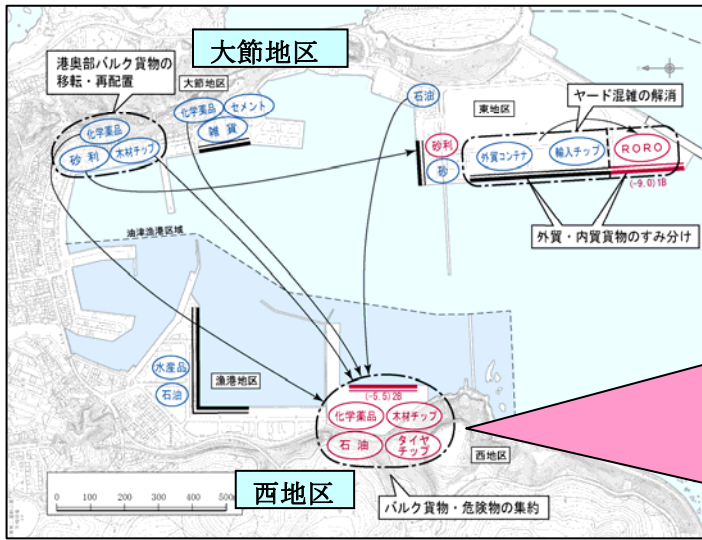 大節地区
港奥部バルク貨物の
移転・再配置
大節地区
化学薬品
セメント
雑貨
石油
東地区
ヤード混雑の解消
化学薬品
砂利
木材チップ
砂利
砂
外貿コンテナ
輸入チップ
RORO
(-9.0)1B
外貿・内貿貨物のすみ分け
油津漁港区域
水産品
石油
漁港地区
(-5.5)2B
化学薬品
木材チップ
石油
タイヤ
チップ
西地区
西地区
バルク貨物・危険物の集約
0 100 200 300 400 500